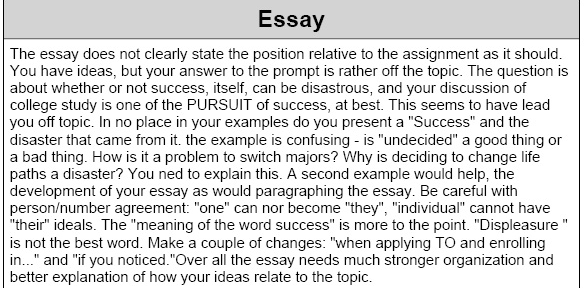 Essay
The essay does not clearly state the position relative to the assignment as it should.
You have ideas, but your answer to the prompt is rather off the topic. The question is
about whether or not success, itself, can be disastrous, and your discussion of
college study is one of the PURSUIT of success, at best. This seems to have lead
you off topic. In no place in your examples do you present a "Success" and the
disaster that came from it. the example is confusing - is "undecided" a good thing or
a bad thing. How is it a problem to switch majors? Why is deciding to change life
paths a disaster? You ned to explain this. A second example would help, the
development of your essay as would paragraphing the essay. Be careful with
person/number agreement: "one" can nor become "they", "individual" cannot have
"their" ideals. The "meaning of the word success" is more to the point. "Displeasure "
is not the best word. Make a couple of changes: "when applying TO and enrolling
in..." and "if you noticed."Over all the essay needs much stronger organization and
better explanation of how your ideas relate to the topic.